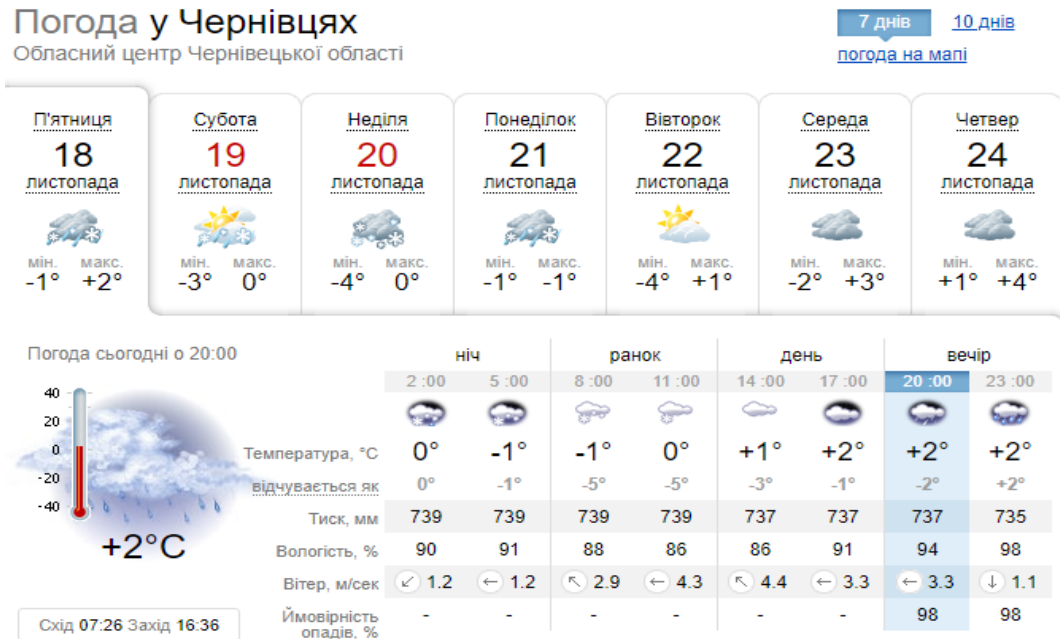 Погода у Чернівцях
7 днів 10 днів
Обласний центр Чернівецької області
погода на мапі
П'ятниця Субота Неділя Понеділок Вівторок Середа Четвер
18 19 20 21 22 23 24
листопада листопада листопада листопада листопада листопада листопада
мін. макс. мін. макс. мін. макс. мін. макс. мін. макс. мін. макс. мін. макс.
-1° +2° -3° 0° -4° 0° -1° -1° -4° +1° -2° +3° +1° +4°
Погода сьогодні о 20:00
ніч ранок день вечір
2 :00 5 :00 8 :00 11 :00 14 :00 17 :00 20 :00 23 :00
40
20
0
-20
-40
+2°C
Температура, °C 0° -1° -1° 0° +1° +2° +2° +2°
відчувається як 0° -1° -5° -5° -3° -1° -2° +2°
Тиск, мм 739 739 739 739 737 737 737 735
Вологість, % 90 91 88 86 86 91 94 98
Вітер, м/сек ↙ 1.2 ← 1.2 ↖ 2.9 ← 4.3 ↖ 4.4 ← 3.3 ← 3.3 ↓ 1.1
Ймовірність опадів, % - - - - - - 98 98
Схід 07:26 Захід 16:36